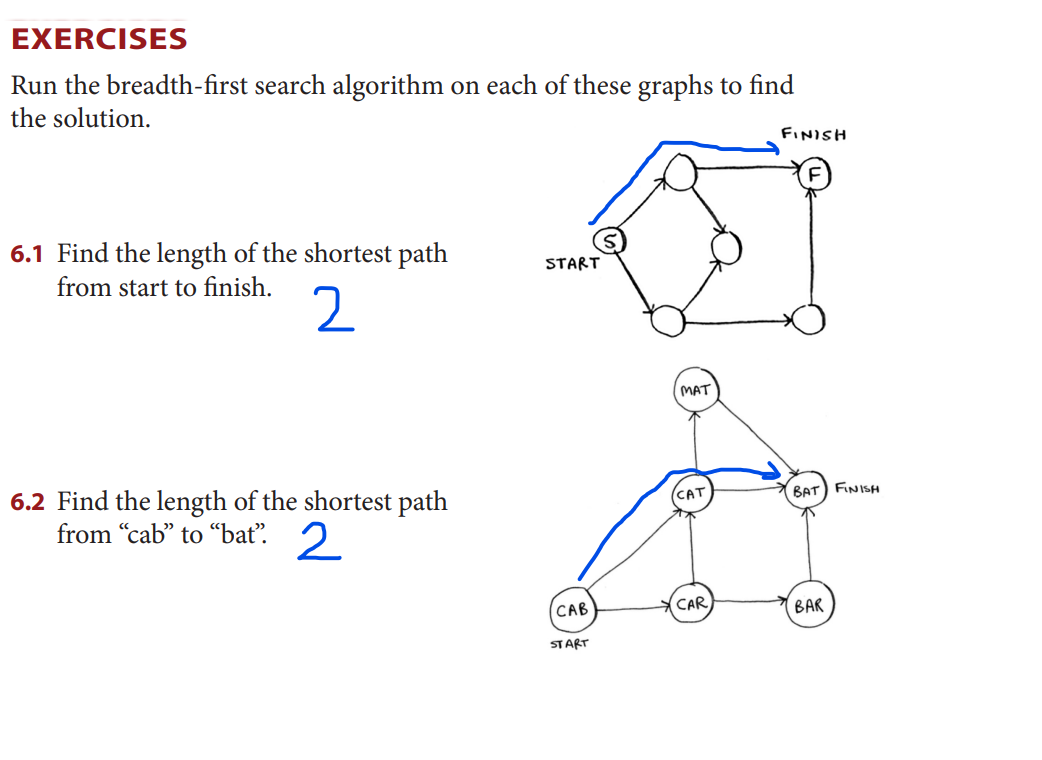 EXERCISES
Run the breadth-first search algorithm on each of these graphs to find
the solution.
FINISH
F
S
START
6.1 Find the length of the shortest path
from start to finish.
2
MAT
CAT
BAT
FINISH
6.2 Find the length of the shortest path
from “cab” to “bat”.
2
CAB
CAR
BAR
START